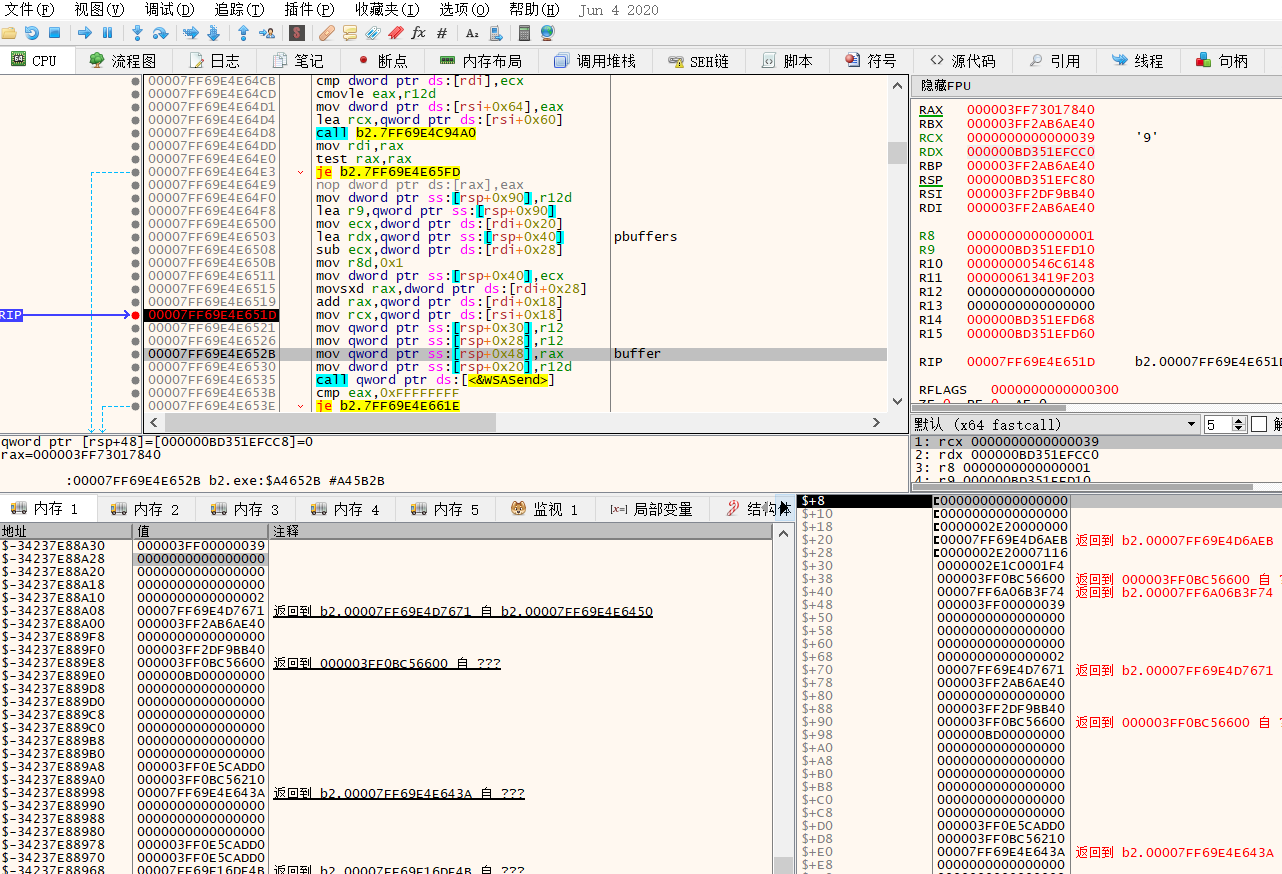 文件(F) 视图(V) 调试(D) 追踪(T) 插件(P) 收藏夹(I) 选项(O) 帮助(H) Jun 4 2020
CPU 流程图 日志 笔记 断点 内存布局 调用堆栈 SEH链 脚本 符号 源代码 引用 线程 句柄
00007FF69E4E64CB cmp dword ptr ds:[rdi],ecx
00007FF69E4E64CD cmovle eax,r12d
00007FF69E4E64D1 mov dword ptr ds:[rsi+0x64],eax
00007FF69E4E64D4 lea rcx,qword ptr ds:[rsi+0x60]
00007FF69E4E64D8 call b2.7FF69E4C94A0
00007FF69E4E64DD mov rdi,rax
00007FF69E4E64E0 test rax,rax
00007FF69E4E64E3 je b2.7FF69E4E65FD
00007FF69E4E64E9 nop dword ptr ds:[rax],eax
00007FF69E4E64F0 mov dword ptr ss:[rsp+0x90],r12d
00007FF69E4E64F8 lea r9,qword ptr ss:[rsp+0x90]
00007FF69E4E6500 mov ecx,dword ptr ds:[rdi+0x20]
00007FF69E4E6503 lea rdx,qword ptr ss:[rsp+0x40] pbuffers
00007FF69E4E6508 sub ecx,dword ptr ds:[rdi+0x28]
00007FF69E4E650B mov r8d,0x1
00007FF69E4E6511 mov dword ptr ss:[rsp+0x40],ecx
00007FF69E4E6515 movsxd rax,dword ptr ds:[rdi+0x28]
00007FF69E4E6519 add rax,qword ptr ds:[rdi+0x18]
RIP 00007FF69E4E651D mov rcx,qword ptr ds:[rsi+0x18]
00007FF69E4E6521 mov qword ptr ss:[rsp+0x30],r12
00007FF69E4E6526 mov qword ptr ss:[rsp+0x28],r12
00007FF69E4E652B mov qword ptr ss:[rsp+0x48],rax buffer
00007FF69E4E6530 mov dword ptr ss:[rsp+0x20],r12d
00007FF69E4E6535 call qword ptr ds:[<&WSASend>]
00007FF69E4E653B cmp eax,0xFFFFFFFF
00007FF69E4E653E je b2.7FF69E4E661E
隐藏FPU
RAX 000003FF73017840
RBX 000003FF2AB6AE40
RCX 0000000000000039 '9'
RDX 000000BD351EFCC0
RBP 000003FF2AB6AE40
RSP 000000BD351EFC80
RSI 000003FF2DF9BB40
RDI 000003FF2AB6AE40
R8 0000000000000001
R9 000000BD351EFD10
R10 00000000546C6148
R11 000000613419F203
R12 0000000000000000
R13 0000000000000000
R14 000000BD351EFD68
R15 000000BD351EFD60
RIP 00007FF69E4E651D b2.00007FF69E4E651D
RFLAGS 0000000000000300
默认 (x64 fastcall) 5
1: rcx 0000000000000039
2: rdx 000000BD351EFCC0
3: r8 0000000000000001
4: r9 000000BD351EFD10
qword ptr [rsp+48]=[000000BD351EFCC8]=0
rax=000003FF73017840
:00007FF69E4E652B b2.exe:$A4652B #A45B2B
内存 1 内存 2 内存 3 内存 4 内存 5 监视 1 [x=] 局部变量 结构体
地址 值 注释
$-34237E88A30 000003FF00000039
$-34237E88A28 0000000000000000
$-34237E88A20 0000000000000000
$-34237E88A18 0000000000000000
$-34237E88A10 0000000000000002
$-34237E88A08 00007FF69E4D7671 返回到 b2.00007FF69E4D7671 自 b2.00007FF69E4E6450
$-34237E88A00 000003FF2AB6AE40
$-34237E889F8 0000000000000000
$-34237E889F0 000003FF2DF9BB40
$-34237E889E8 000003FF0BC56600 返回到 000003FF0BC56600 自 ???
$-34237E889E0 000000BD00000000
$-34237E889D8 0000000000000000
$-34237E889D0 0000000000000000
$-34237E889C8 0000000000000000
$-34237E889C0 0000000000000000
$-34237E889B8 0000000000000000
$-34237E889B0 0000000000000000
$-34237E889A8 000003FF0E5CADD0
$-34237E889A0 000003FF0BC56210
$-34237E88998 00007FF69E4E643A 返回到 b2.00007FF69E4E643A 自 ???
$-34237E88990 0000000000000000
$-34237E88988 0000000000000000
$-34237E88980 0000000000000000
$-34237E88978 000003FF0E5CADD0
$-34237E88970 000003FF0E5CADD0
$-34237E88968 00007FF69E16DE4B 返回到 b2.00007FF69E16DE4B 自 ???
$+8 0000000000000000
$+10 0000000000000000
$+18 0000002E20000000
$+20 00007FF69E4D6AEB 返回到 b2.00007FF69E4D6AEB
$+28 0000002E20007116
$+30 0000002E1C0001F4
$+38 000003FF0BC56600 返回到 000003FF0BC56600 自 ?
$+40 00007FF6A06B3F74 返回到 b2.00007FF6A06B3F74
$+48 000003FF00000039
$+50 0000000000000000
$+58 0000000000000000
$+60 0000000000000000
$+68 0000000000000002
$+70 00007FF69E4D7671 返回到 b2.00007FF69E4D7671
$+78 000003FF2AB6AE40
$+80 0000000000000000
$+88 000003FF2DF9BB40
$+90 000003FF0BC56600 返回到 000003FF0BC56600 自 ?
$+98 000000BD00000000
$+A0 0000000000000000
$+A8 0000000000000000
$+B0 0000000000000000
$+B8 0000000000000000
$+C0 0000000000000000
$+C8 0000000000000000
$+D0 000003FF0E5CADD0
$+D8 000003FF0BC56210
$+E0 00007FF69E4E643A 返回到 b2.00007FF69E4E643A
$+E8 0000000000000000